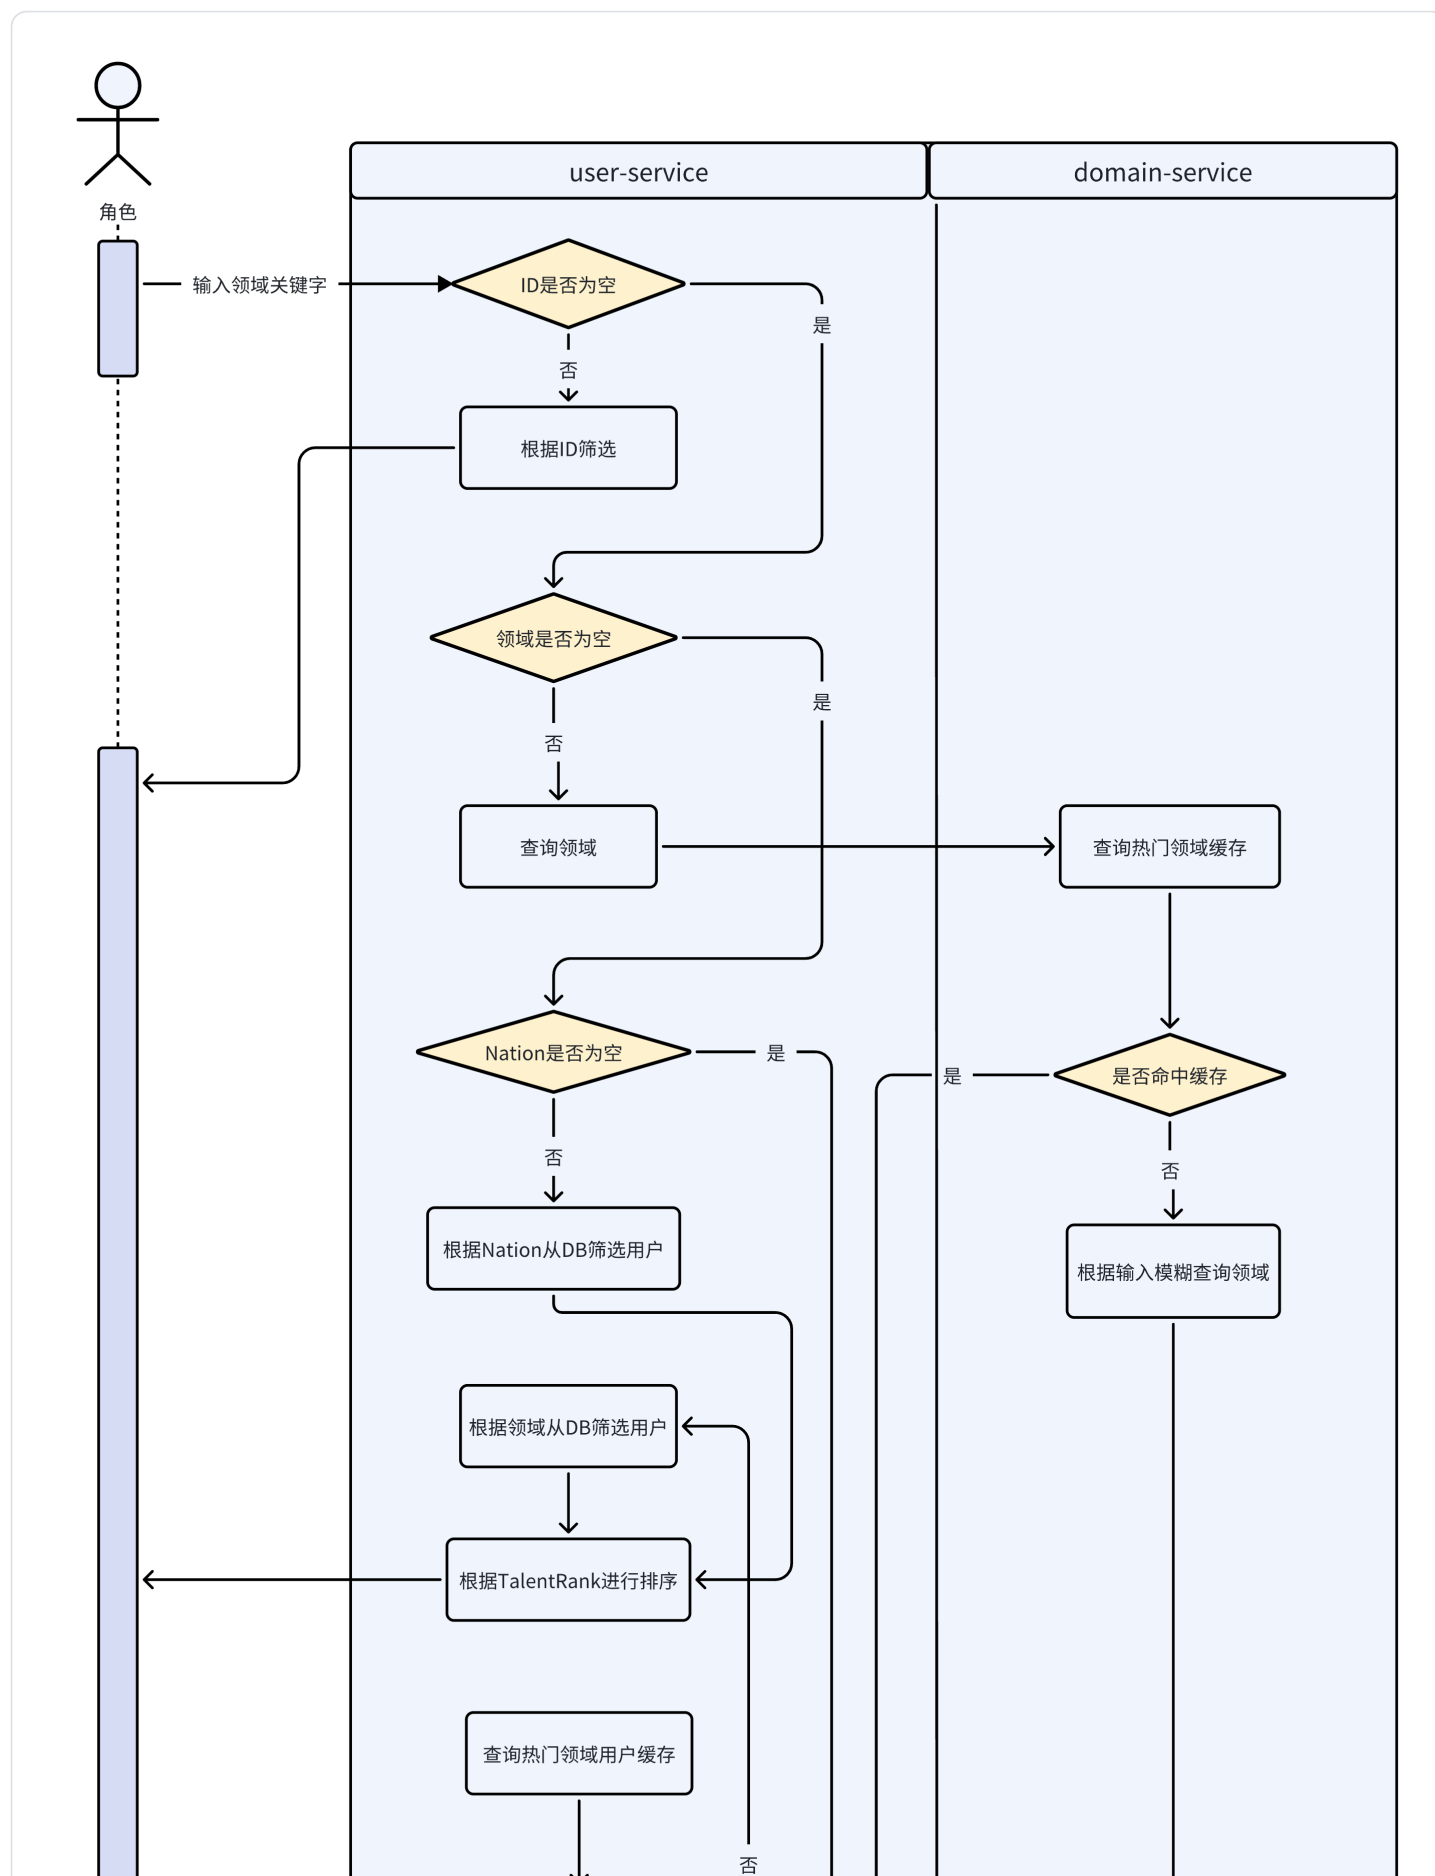 角色
user-service
domain-service
输入领域关键字
ID是否为空
是
否
根据ID筛选
领域是否为空
是
否
查询领域
查询热门领域缓存
Nation是否为空
是
是
是否命中缓存
否
否
根据Nation从DB筛选用户
根据输入模糊查询领域
根据领域从DB筛选用户
根据TalentRank进行排序
查询热门领域用户缓存
否